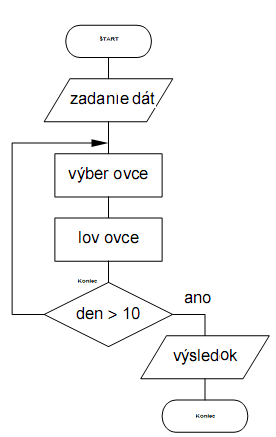 ŠTART
zadanie dát
výber ovce
lov ovce
Koniec
den > 10
ano
výsledok
Koniec